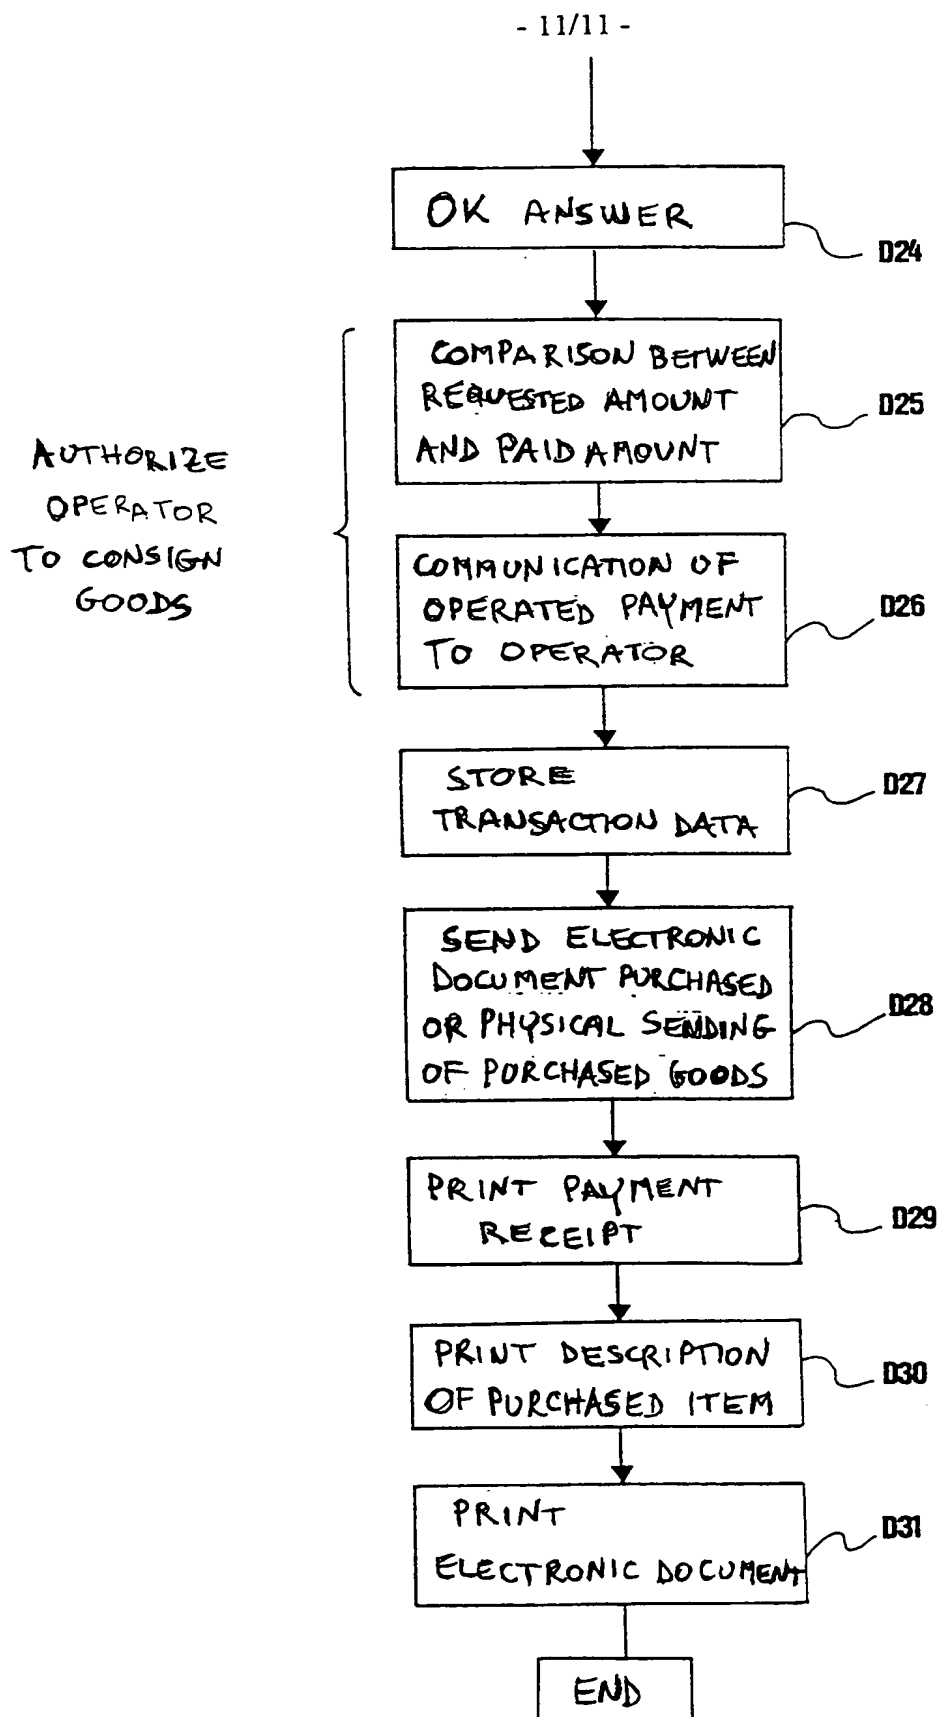 - 11/11 -
OK ANSWER
D24
COMPARISON BETWEEN
REQUESTED AMOUNT
AND PAID AMOUNT
D25
AUTHORIZE
OPERATOR
TO CONSIGN
GOODS
COMMUNICATION OF
OPERATED PAYMENT
TO OPERATOR
D26
STORE
TRANSACTION DATA
D27
SEND ELECTRONIC
DOCUMENT PURCHASED
OR PHYSICAL SENDING
OF PURCHASED GOODS
D28
PRINT PAYMENT
RECEIPT
D29
PRINT DESCRIPTION
OF PURCHASED ITEM
D30
PRINT
ELECTRONIC DOCUMENT
D31
END